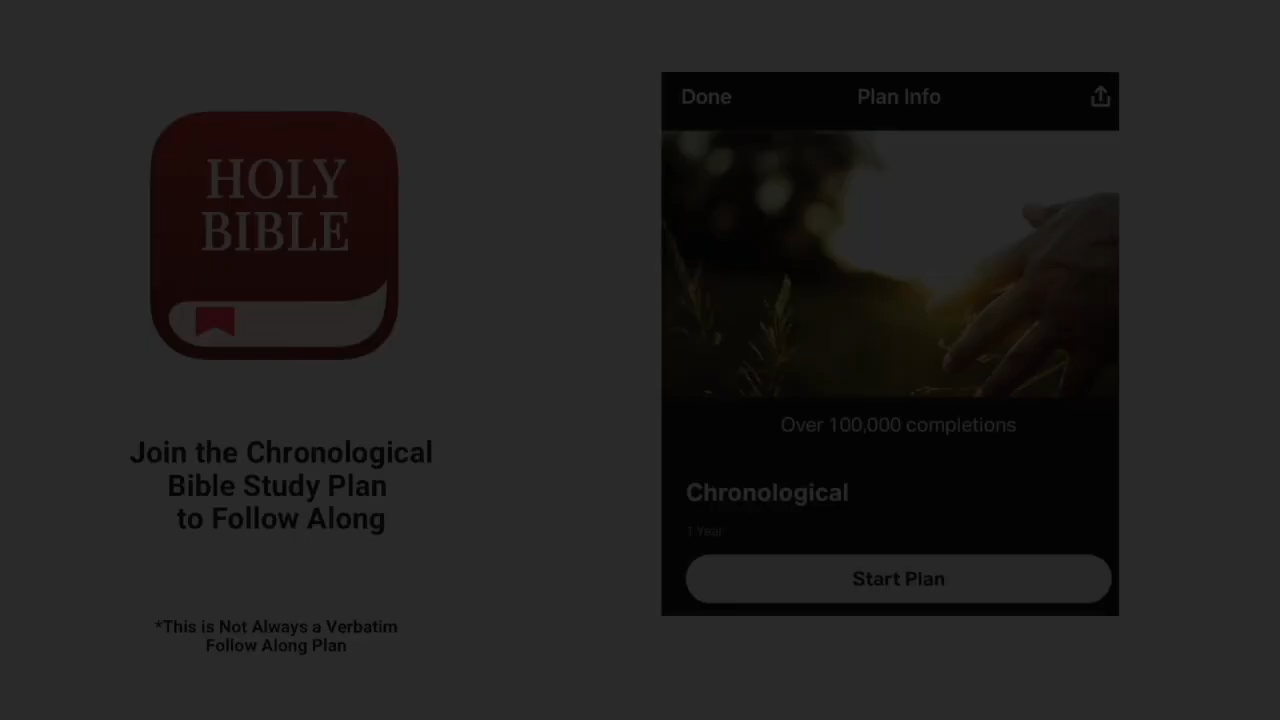 HOLY
BIBLE
Join the Chronological
Bible Study Plan
to Follow Along
*This is Not Always a Verbatim
Follow Along Plan
Done
Plan Info
Over 100,000 completions
Chronological
1 Year
Start Plan